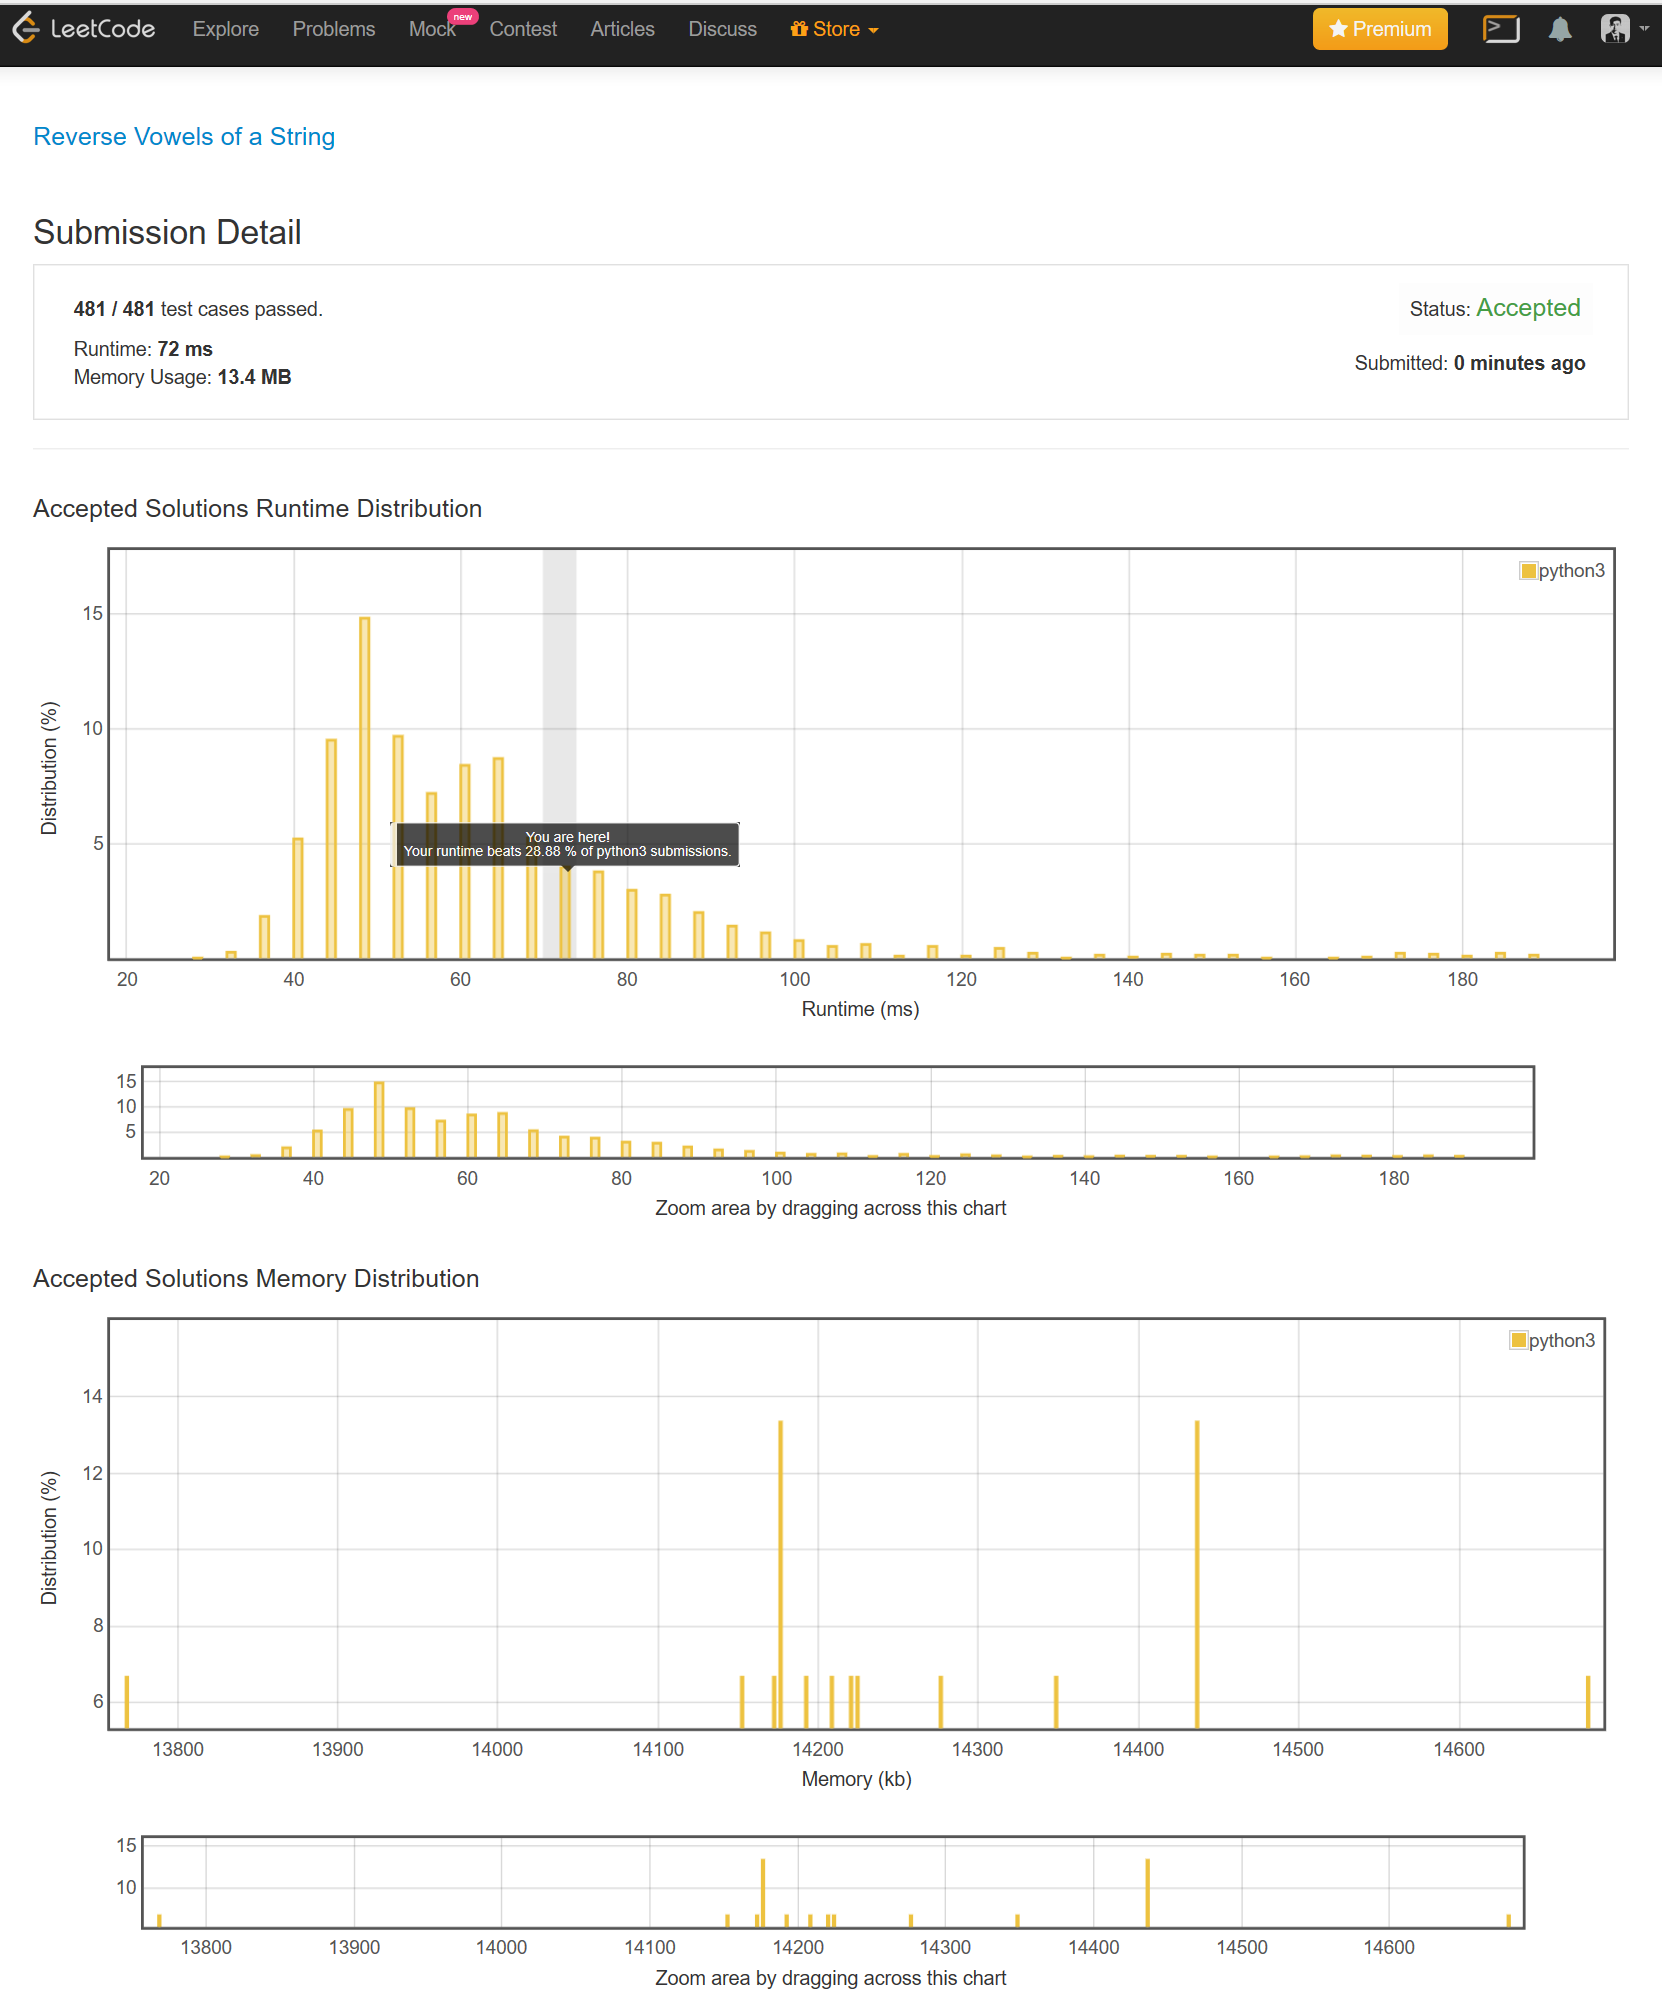 LeetCode Explore Problems Mock new Contest Articles Discuss Store Premium
Reverse Vowels of a String
Submission Detail
481 / 481 test cases passed.
Status: Accepted
Runtime: 72 ms
Submitted: 0 minutes ago
Memory Usage: 13.4 MB
Accepted Solutions Runtime Distribution
python3
15
10
5
Distribution (%)
You are here!
Your runtime beats 28.88 % of python3 submissions.
20 40 60 80 100 120 140 160 180
Runtime (ms)
15
10
5
20 40 60 80 100 120 140 160 180
Zoom area by dragging across this chart
Accepted Solutions Memory Distribution
python3
14
12
10
8
6
Distribution (%)
13800 13900 14000 14100 14200 14300 14400 14500 14600
Memory (kb)
15
10
13800 13900 14000 14100 14200 14300 14400 14500 14600
Zoom area by dragging across this chart